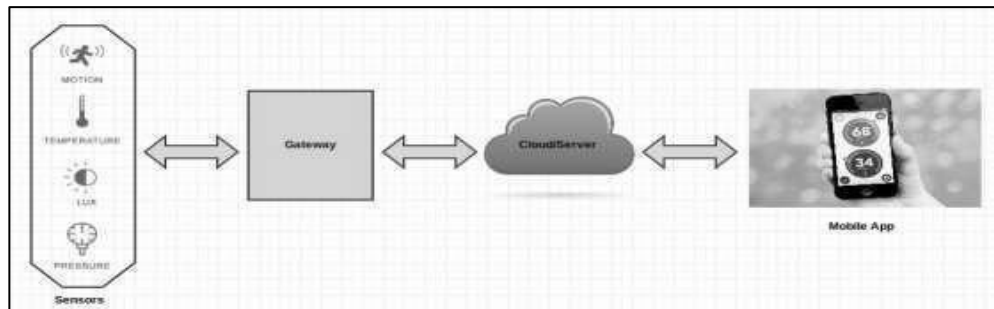 MOTION
TEMPERATURE
LUX
PRESSURE
Sensors
Gateway
Cloud/Server
68
34
Mobile App